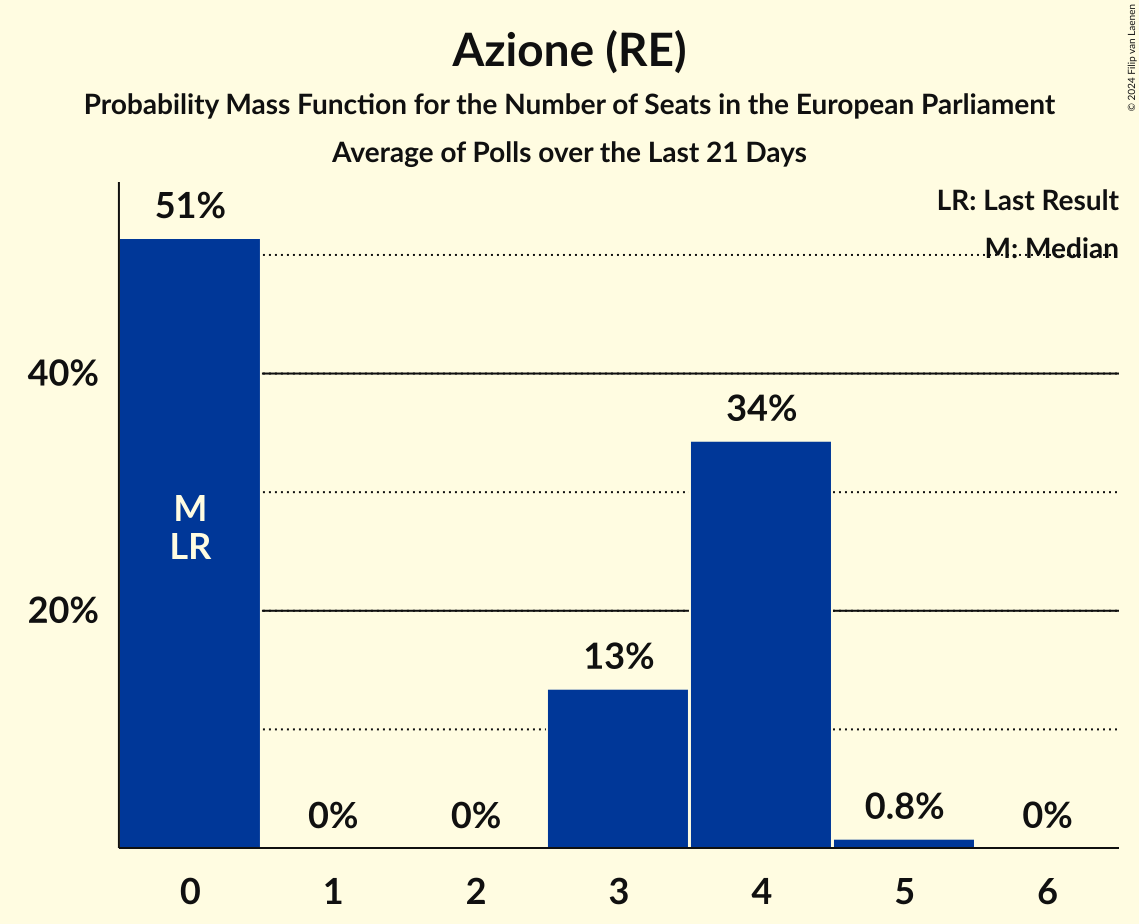 Azione (RE)
Probability Mass Function for the Number of Seats in the European Parliament
Average of Polls over the Last 21 Days
© 2024 Filip van Laenen
LR: Last Result
M: Median
51%
40%
34%
M
LR
20%
13%
0%
0%
0.8%
0%
0
1
2
3
4
5
6